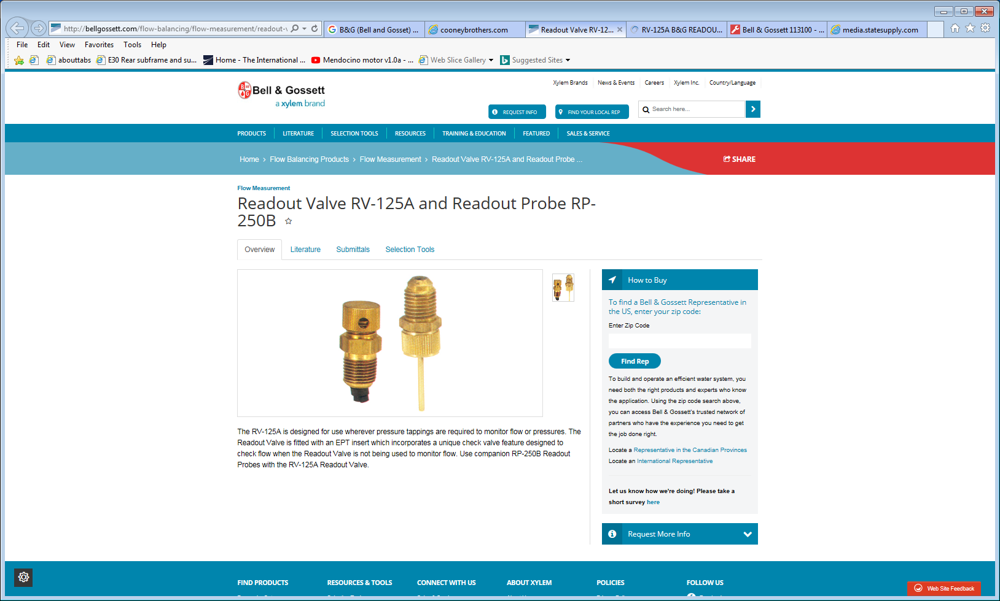 http://bellgossett.com/flow-balancing/flow-measurement/readout-v
B&G (Bell and Gosset) ...
cooneybrothers.com
Readout Valve RV-12...
RV-125A B&G READOU...
Bell & Gossett 113100 - ...
media.statesupply.com
File Edit View Favorites Tools Help
abouttabs
E30 Rear subframe and su...
Home - The International ...
Mendocino motor v1.0a - ...
Web Slice Gallery
Suggested Sites
Xylem Brands News & Events Careers Xylem Inc. Country/Language
B G
Bell & Gossett
a xylem brand
REQUEST INFO
FIND YOUR LOCAL REP
Search here...
PRODUCTS LITERATURE SELECTION TOOLS RESOURCES TRAINING & EDUCATION FEATURED SALES & SERVICE
Home › Flow Balancing Products › Flow Measurement › Readout Valve RV-125A and Readout Probe ...
SHARE
Flow Measurement
Readout Valve RV-125A and Readout Probe RP-
250B
Overview Literature Submittals Selection Tools
The RV-125A is designed for use wherever pressure tappings are required to monitor flow or pressures. The
Readout Valve is fitted with an EPT insert which incorporates a unique check valve feature designed to
check flow when the Readout Valve is not being used to monitor flow. Use companion RP-250B Readout
Probes with the RV-125A Readout Valve.
How to Buy
To find a Bell & Gossett Representative in
the US, enter your zip code:
Enter Zip Code
Find Rep
To build and operate an efficient water system, you
need both the right products and experts who know
the application. Using the zip code search above,
you can access Bell & Gossett's trusted network of
partners who have the experience you need to get
the job done right.
Locate a Representative in the Canadian Provinces
Locate an International Representative
Let us know how we're doing! Please take a
short survey here
Request More Info
FIND PRODUCTS RESOURCES & TOOLS CONNECT WITH US ABOUT XYLEM POLICIES FOLLOW US
Web Site Feedback